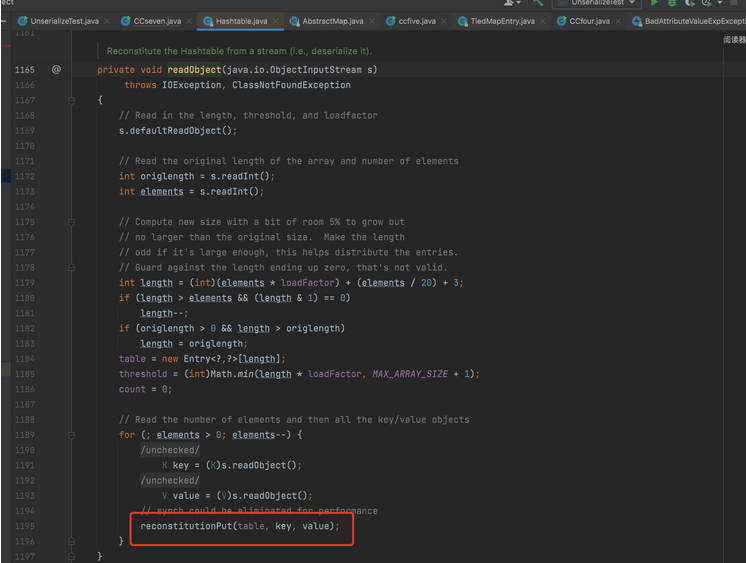 ect
UnserializeTest
UnserializeTest.java × CCseven.java × Hashtable.java × AbstractMap.java × ccfive.java × TiedMapEntry.java × CCfour.java × BadAttributeValueExpExcepti
阅读器
1161
Reconstitute the Hashtable from a stream (i.e., deserialize it).
1165 @ private void readObject(java.io.ObjectInputStream s)
1166 throws IOException, ClassNotFoundException
1167 {
1168 // Read in the length, threshold, and loadfactor
1169 s.defaultReadObject();
1170
1171 // Read the original length of the array and number of elements
1172 int origlength = s.readInt();
1173 int elements = s.readInt();
1174
1175 // Compute new size with a bit of room 5% to grow but
1176 // no larger than the original size.  Make the length
1177 // odd if it's large enough, this helps distribute the entries.
1178 // Guard against the length ending up zero, that's not valid.
1179 int length = (int)(elements * loadFactor) + (elements / 20) + 3;
1180 if (length > elements && (length & 1) == 0)
1181 length--;
1182 if (origlength > 0 && length > origlength)
1183 length = origlength;
1184 table = new Entry<?,?>[length];
1185 threshold = (int)Math.min(length * loadFactor, MAX_ARRAY_SIZE + 1);
1186 count = 0;
1187
1188 // Read the number of elements and then all the key/value objects
1189 for (; elements > 0; elements--) {
1190 /unchecked/
1191 K key = (K)s.readObject();
1192 /unchecked/
1193 V value = (V)s.readObject();
1194 // synch could be eliminated for performance
1195 reconstitutionPut(table, key, value);
1196 }
1197 }